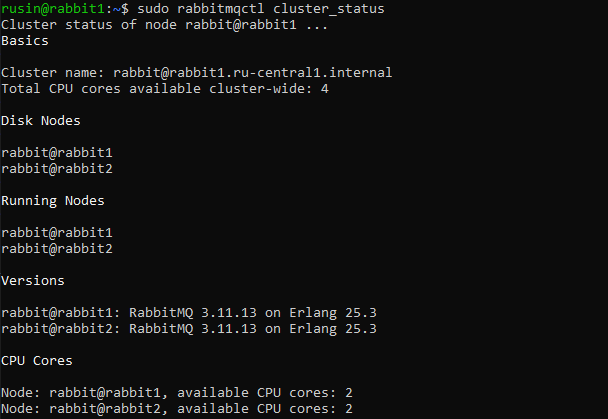 rusin@rabbit1:~$ sudo rabbitmqctl cluster_status
Cluster status of node rabbit@rabbit1 ...
Basics
Cluster name: rabbit@rabbit1.ru-central1.internal
Total CPU cores available cluster-wide: 4
Disk Nodes
rabbit@rabbit1
rabbit@rabbit2
Running Nodes
rabbit@rabbit1
rabbit@rabbit2
Versions
rabbit@rabbit1: RabbitMQ 3.11.13 on Erlang 25.3
rabbit@rabbit2: RabbitMQ 3.11.13 on Erlang 25.3
CPU Cores
Node: rabbit@rabbit1, available CPU cores: 2
Node: rabbit@rabbit2, available CPU cores: 2